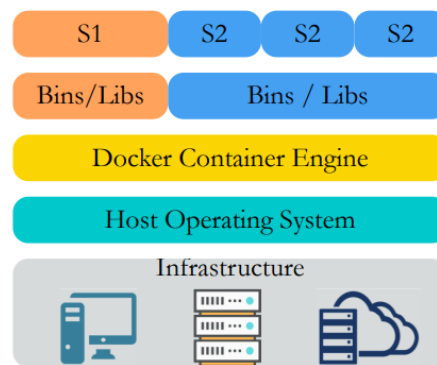 S1 S2 S2 S2
Bins/Libs Bins / Libs
Docker Container Engine
Host Operating System
Infrastructure